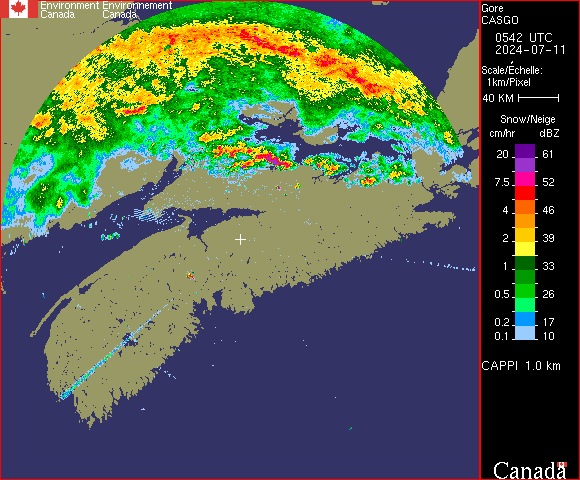 Environment Environnement
Canada Canada
Gore
CASGO
0542 UTC
2024-07-11
Scale/Échelle:
1km/Pixel
40 KM
Snow/Neige
cm/hr dBZ
20 61
7.5 52
4 46
2 39
1 33
0.5 26
0.2 17
0.1 10
CAPPI 1.0 km
Canada